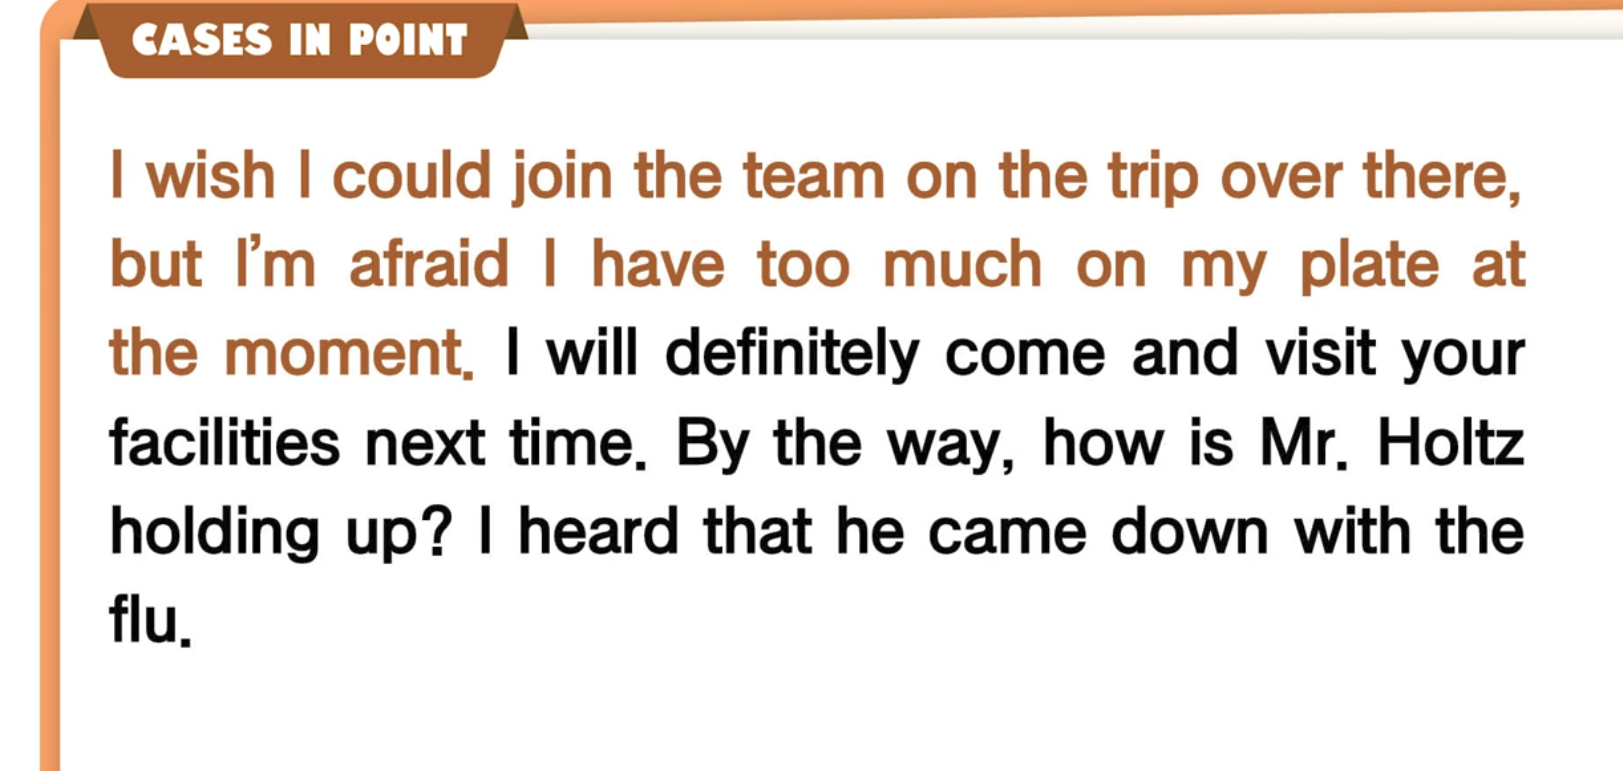 CASES IN POINT
I wish I could join the team on the trip over there,
but I'm afraid I have too much on my plate at
the moment. I will definitely come and visit your
facilities next time. By the way, how is Mr. Holtz
holding up? I heard that he came down with the
flu.